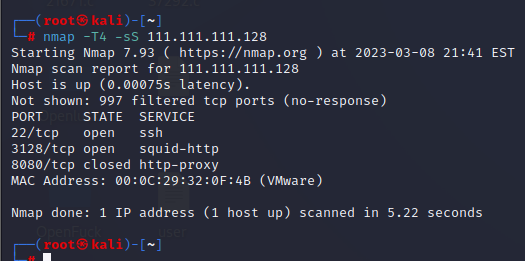 (root㉿kali)-[~]
# nmap -T4 -sS 111.111.111.128
Starting Nmap 7.93 ( https://nmap.org ) at 2023-03-08 21:41 EST
Nmap scan report for 111.111.111.128
Host is up (0.00075s latency).
Not shown: 997 filtered tcp ports (no-response)
PORT     STATE  SERVICE
22/tcp   open   ssh
3128/tcp open   squid-http
8080/tcp closed http-proxy
MAC Address: 00:0C:29:32:0F:4B (VMware)
Nmap done: 1 IP address (1 host up) scanned in 5.22 seconds
(root㉿kali)-[~]
#